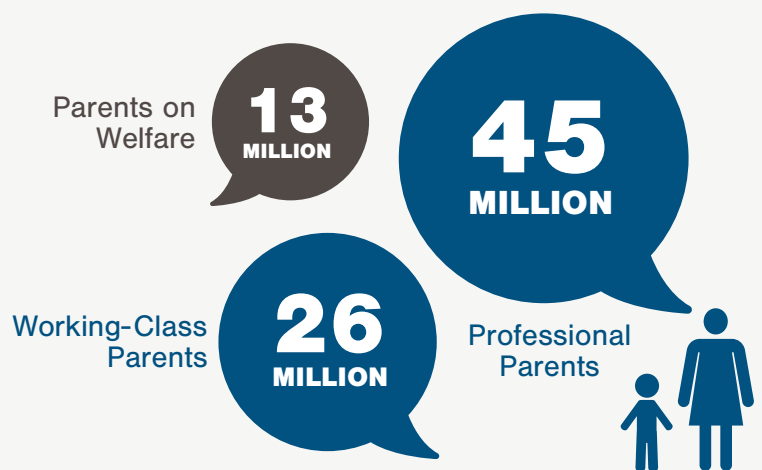 Parents on
Welfare
13
MILLION
45
MILLION
Working-Class
Parents
26
MILLION
Professional
Parents